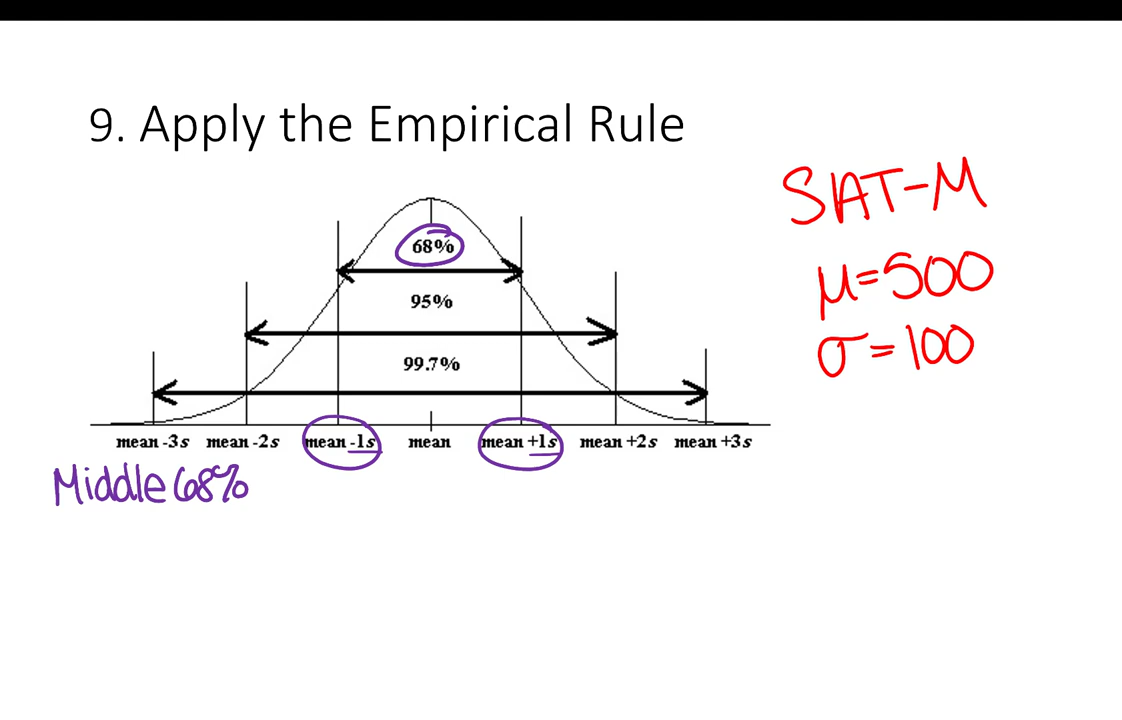 9. Apply the Empirical Rule
SAT-M
μ=500
σ=100
68%
95%
99.7%
mean -3s mean -2s mean -1s mean mean +1s mean +2s mean +3s
Middle 68%